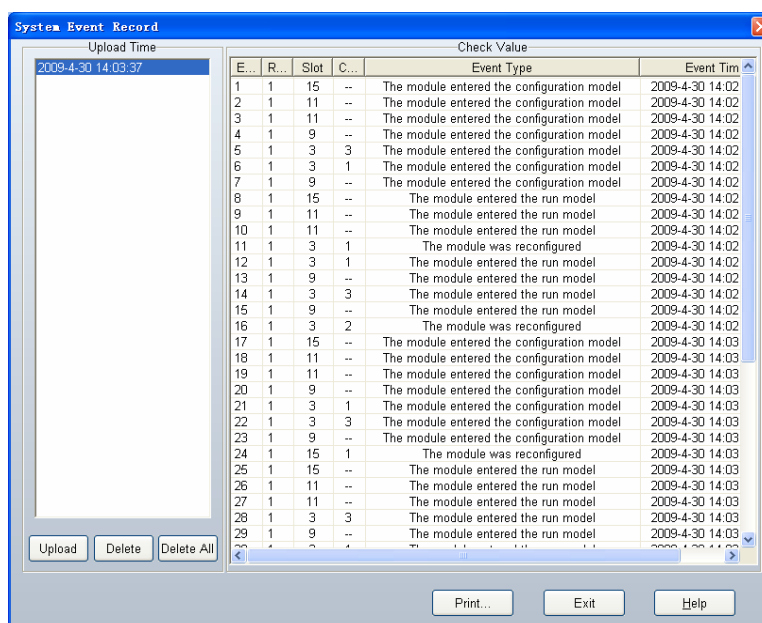 System Event Record
Upload Time
2009-4-30 14:03:37
Upload Delete Delete All
Check Value
E... R... Slot C... Event Type Event Tim
1 1 15 -- The module entered the configuration model 2009-4-30 14:02
2 1 11 -- The module entered the configuration model 2009-4-30 14:02
3 1 11 -- The module entered the configuration model 2009-4-30 14:02
4 1 9 -- The module entered the configuration model 2009-4-30 14:02
5 1 3 3 The module entered the configuration model 2009-4-30 14:02
6 1 3 1 The module entered the configuration model 2009-4-30 14:02
7 1 9 -- The module entered the configuration model 2009-4-30 14:02
8 1 15 -- The module entered the run model 2009-4-30 14:02
9 1 11 -- The module entered the run model 2009-4-30 14:02
10 1 11 -- The module entered the run model 2009-4-30 14:02
11 1 3 1 The module was reconfigured 2009-4-30 14:02
12 1 3 1 The module entered the run model 2009-4-30 14:02
13 1 9 -- The module entered the run model 2009-4-30 14:02
14 1 3 3 The module entered the run model 2009-4-30 14:02
15 1 9 -- The module entered the run model 2009-4-30 14:02
16 1 3 2 The module was reconfigured 2009-4-30 14:02
17 1 15 -- The module entered the configuration model 2009-4-30 14:03
18 1 11 -- The module entered the configuration model 2009-4-30 14:03
19 1 11 -- The module entered the configuration model 2009-4-30 14:03
20 1 9 -- The module entered the configuration model 2009-4-30 14:03
21 1 3 1 The module entered the configuration model 2009-4-30 14:03
22 1 3 3 The module entered the configuration model 2009-4-30 14:03
23 1 9 -- The module entered the configuration model 2009-4-30 14:03
24 1 15 1 The module was reconfigured 2009-4-30 14:03
25 1 15 -- The module entered the run model 2009-4-30 14:03
26 1 11 -- The module entered the run model 2009-4-30 14:03
27 1 11 -- The module entered the run model 2009-4-30 14:03
28 1 3 3 The module entered the run model 2009-4-30 14:03
29 1 9 -- The module entered the run model 2009-4-30 14:03
Print... Exit Help